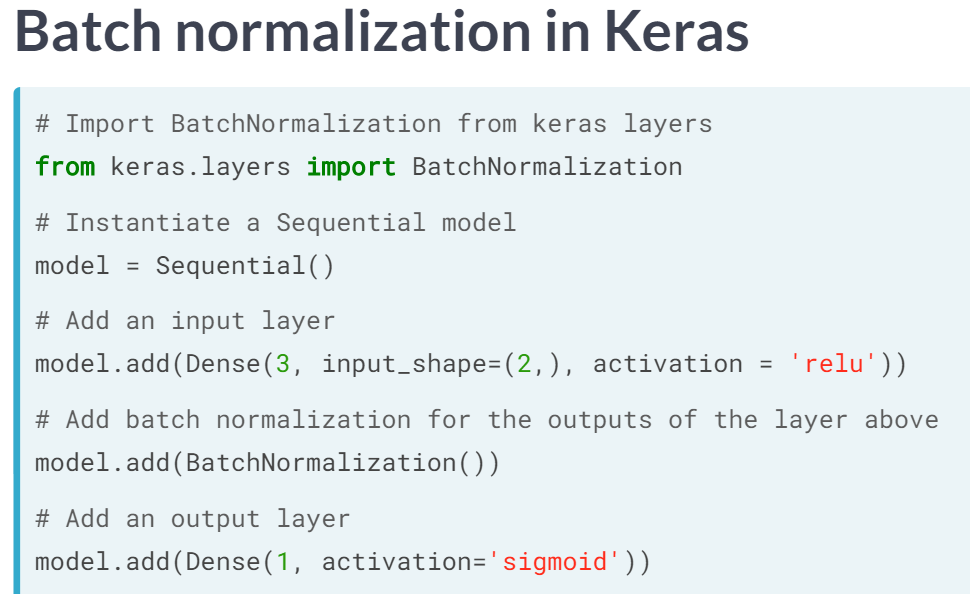 Batch normalization in Keras
# Import BatchNormalization from keras layers
from keras.layers import BatchNormalization
# Instantiate a Sequential model
model = Sequential()
# Add an input layer
model.add(Dense(3, input_shape=(2,), activation = 'relu'))
# Add batch normalization for the outputs of the layer above
model.add(BatchNormalization())
# Add an output layer
model.add(Dense(1, activation='sigmoid'))